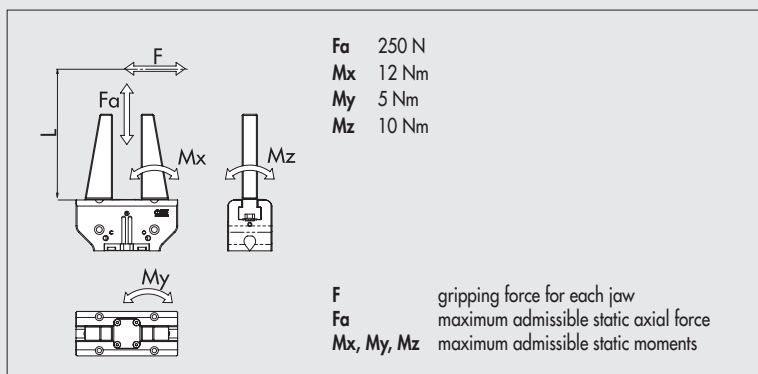 F
Fa
L
Mx
Mz
My
Fa 250 N
Mx 12 Nm
My 5 Nm
Mz 10 Nm
F gripping force for each jaw
Fa maximum admissible static axial force
Mx, My, Mz maximum admissible static moments